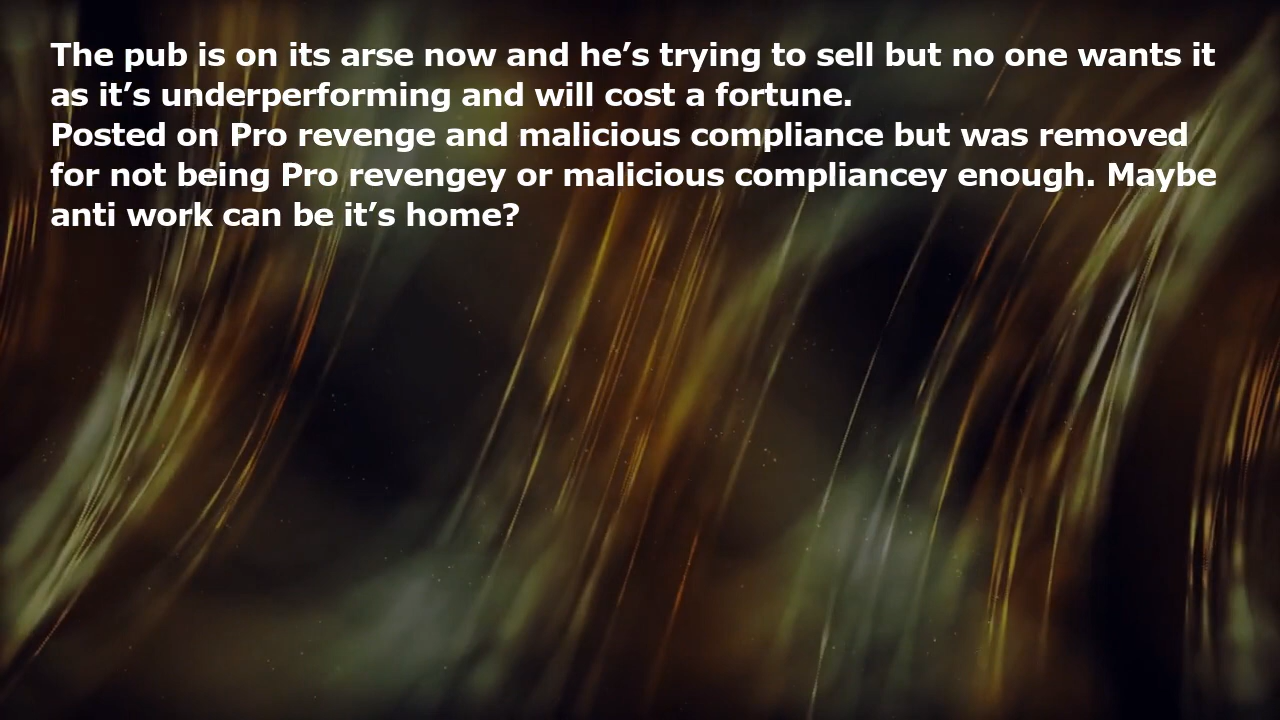 The pub is on its arse now and he’s trying to sell but no one wants it
as it’s underperforming and will cost a fortune.
Posted on Pro revenge and malicious compliance but was removed
for not being Pro revengey or malicious compliancey enough. Maybe
anti work can be it’s home?